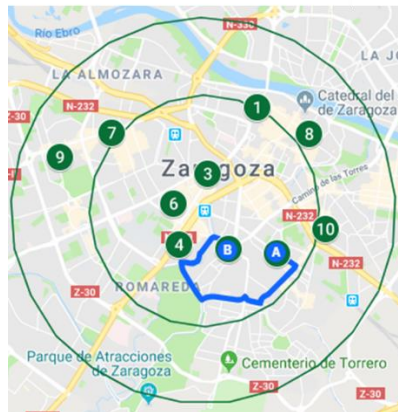 N-330
Río Ebro
LA ALMOZARA
LA JO
N-232
Z-30
1
Catedral del
de Zaragoza
7
8
9
Zaragoza
3
Camino de las Torres
6
N-232
10
4
B
A
N-232
Z-30
ROMAREDA
Parque de Atracciones
de Zaragoza
Cementerio de Torrero
Z-30
Z-30